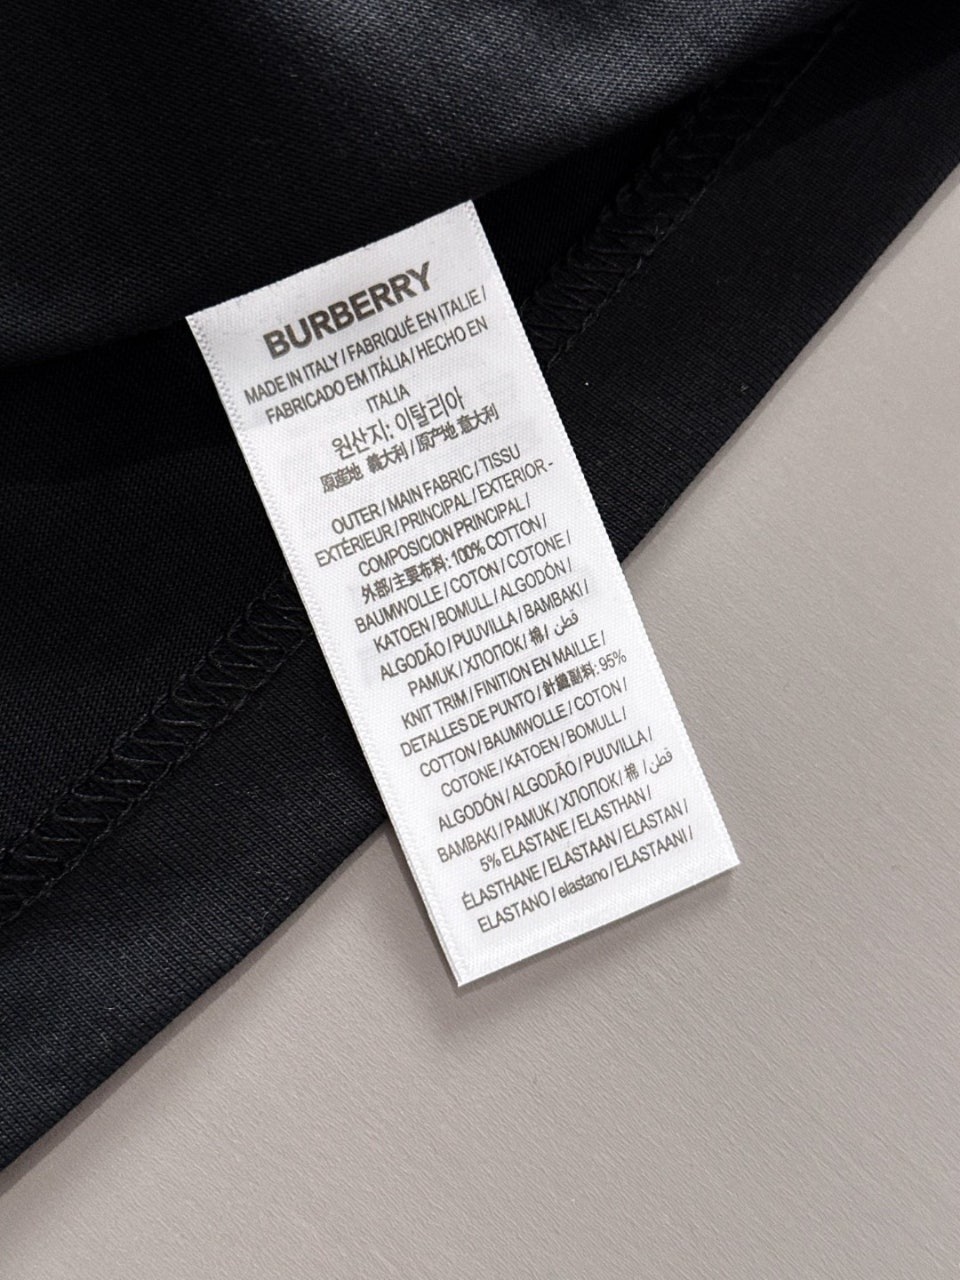 BURBERRY
MADE IN ITALY / FABRIQUÉ EN ITALIE /
FABRICADO EM ITÁLIA / HECHO EN
ITALIA
원산지: 이탈리아
原産地 義大利 / 原产地 意大利
OUTER / MAIN FABRIC / TISSU
EXTÉRIEUR / PRINCIPAL / EXTERIOR -
COMPOSICION PRINCIPAL /
外部/主要布料: 100% COTTON /
BAUMWOLLE / COTON / COTONE /
KATOEN / BOMULL / ALGODÓN /
ALGODÃO / PUUVILLA / BAMBAKI /
PAMUK / ХЛОПОК / 棉 / قطن
KNIT TRIM / FINITION EN MAILLE /
DETALLES DE PUNTO / 針織副料: 95%
COTTON / BAUMWOLLE / COTON /
COTONE / KATOEN / BOMULL /
ALGODÓN / ALGODÃO / PUUVILLA /
BAMBAKI / PAMUK / ХЛОПОК / 棉 / قطن
5% ELASTANE / ELASTHAN /
ÉLASTHANE / ELASTAAN / ELASTAN /
ELASTANO / elastano / ELASTAANI /